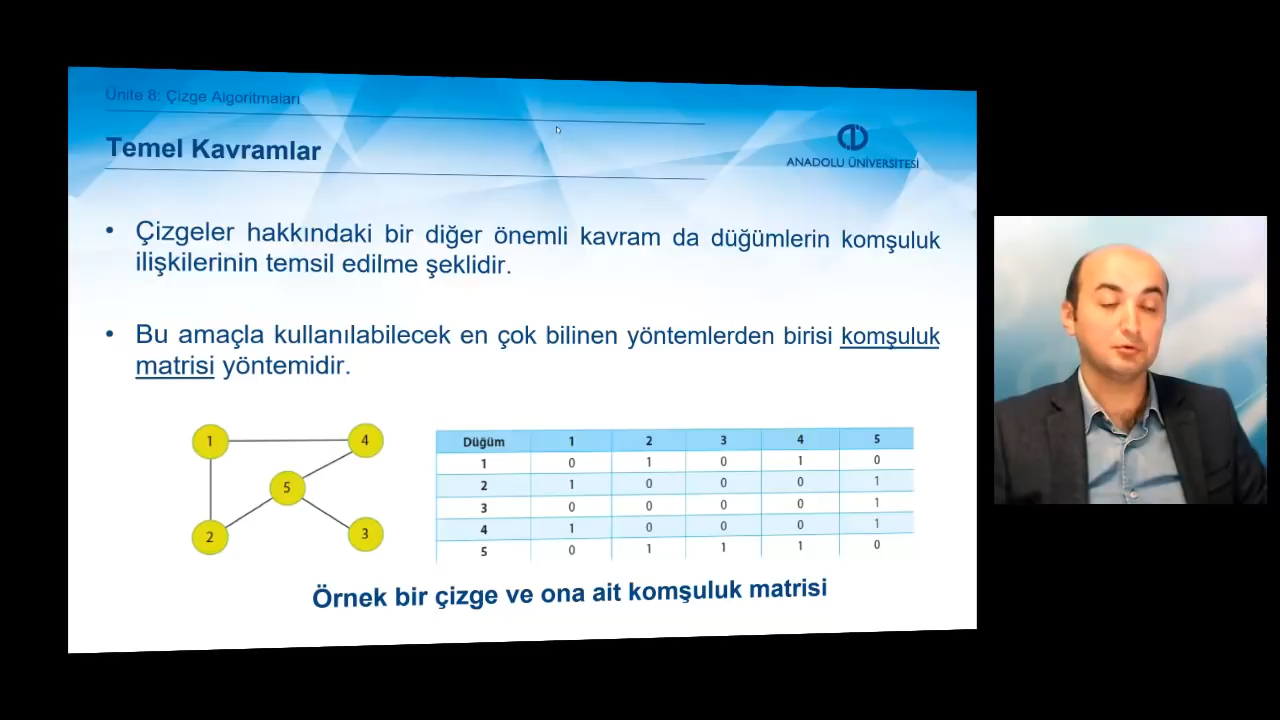 Ünite 8: Çizge Algoritmaları
Temel Kavramlar
ANADOLU ÜNİVERSİTESİ
• Çizgeler hakkındaki bir diğer önemli kavram da düğümlerin komşuluk
ilişkilerinin temsil edilme şeklidir.
• Bu amaçla kullanılabilecek en çok bilinen yöntemlerden birisi komşuluk
matrisi yöntemidir.
1 4
5
2 3
Düğüm 1 2 3 4 5
1 0 1 0 1 0
2 1 0 0 0 1
3 0 0 0 0 1
4 1 0 0 0 1
5 0 1 1 1 0
Örnek bir çizge ve ona ait komşuluk matrisi